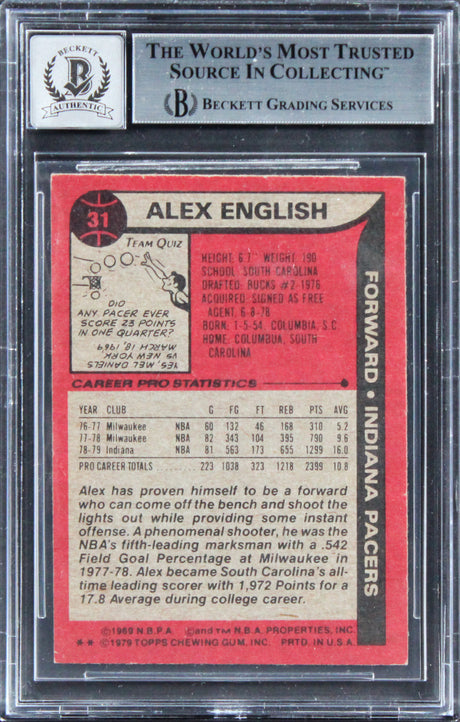 BECKETT
B
AUTHENTIC
THE WORLD'S MOST TRUSTED
SOURCE IN COLLECTING™
B BECKETT GRADING SERVICES
31
ALEX ENGLISH
TEAM QUIZ
DID
ANY PACER EVER
SCORE 23 POINTS
IN ONE QUARTER?
YES, MEL DANIELS
VS NEW YORK
MARCH 18, 1969
HEIGHT: 6'7" WEIGHT: 190
SCHOOL: SOUTH CAROLINA
DRAFTED: BUCKS #2-1976
ACQUIRED: SIGNED AS FREE
AGENT, 6-8-78
BORN: 1-5-54, COLUMBIA, S.C.
HOME: COLUMBIA, SOUTH
CAROLINA
FORWARD • INDIANA PACERS
CAREER PRO STATISTICS
YEAR CLUB G FG FT REB PTS AVG
76-77 Milwaukee NBA 60 132 46 168 310 5.2
77-78 Milwaukee NBA 82 343 104 395 790 9.6
78-79 Indiana NBA 81 563 173 655 1299 16.0
PRO CAREER TOTALS .......... 223 1038 323 1218 2399 10.8
Alex has proven himself to be a forward
who can come off the bench and shoot the
lights out while providing some instant
offense. A phenomenal shooter, he was the
NBA's fifth-leading marksman with a .542
Field Goal Percentage at Milwaukee in
1977-78. Alex became South Carolina's all-
time leading scorer with 1,972 Points for a
17.8 Average during college career.
©1969 N.B.P.A ©and TM N.B.A. PROPERTIES, INC.
** ©1979 TOPPS CHEWING GUM, INC. PRTD. IN U.S.A.